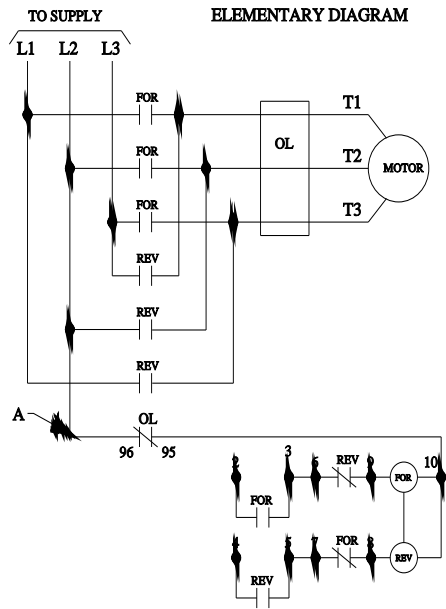 TO SUPPLY
ELEMENTARY DIAGRAM
L1 L2 L3
FOR
T1
OL
FOR
T2
MOTOR
FOR
T3
REV
REV
REV
A
OL
96 95
2 3 6 REV 9 FOR 10
FOR
4 5 7 FOR 8 REV
REV